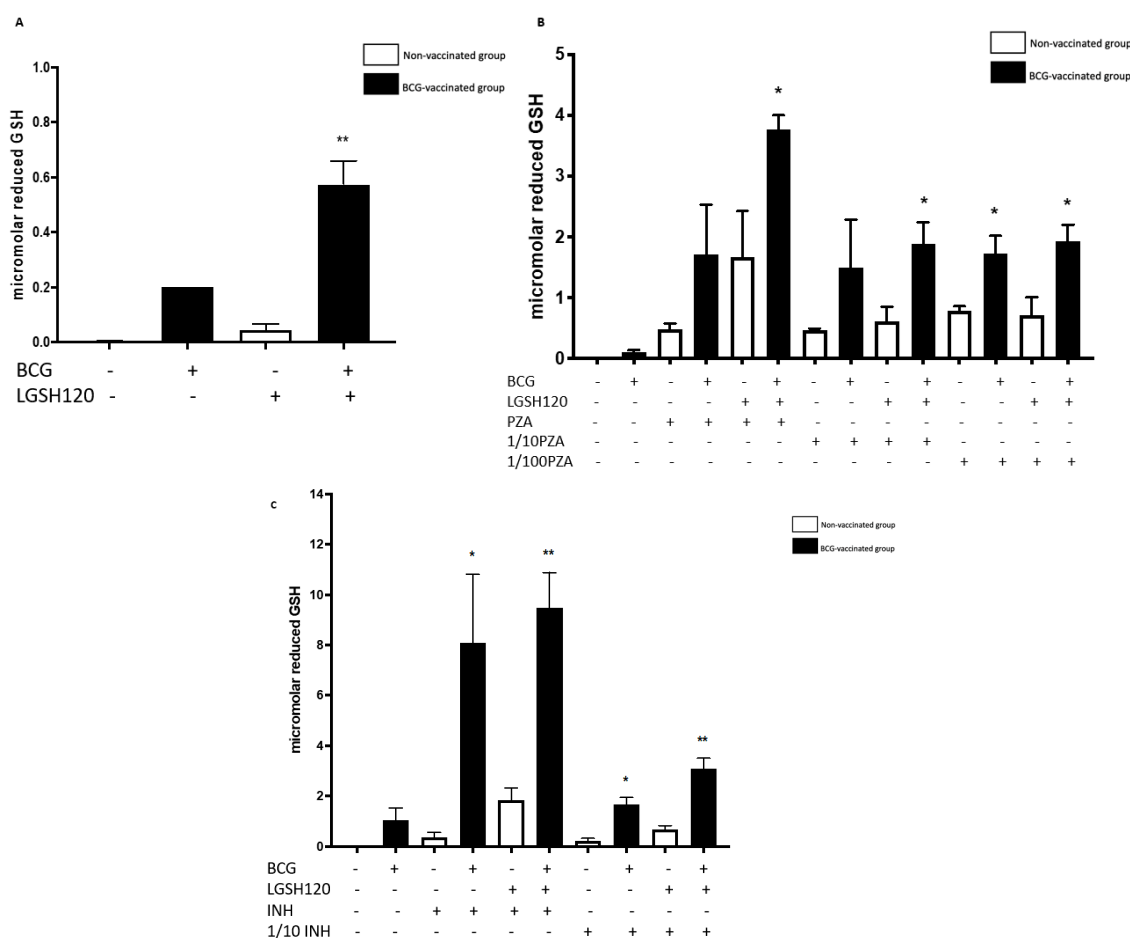 A
Non-vaccinated group
BCG-vaccinated group
micromolar reduced GSH
1.0
0.8
0.6
0.4
0.2
0.0
**
BCG - + - +
LGSH120 - - + +
B
Non-vaccinated group
BCG-vaccinated group
micromolar reduced GSH
5
4
3
2
1
0
* * * *
BCG - + - + - + - + - + - + - +
LGSH120 - - - - + + - - + + - - + +
PZA - - + + + + - - - - - - - -
1/10PZA - - - - - - + + + + - - - -
1/100PZA - - - - - - - - - - + + + +
C
Non-vaccinated group
BCG-vaccinated group
micromolar reduced GSH
14
12
10
8
6
4
2
0
* ** * **
BCG - + - + - + - + - +
LGSH120 - - - - + + - - + +
INH - - + + + + - - - -
1/10 INH - - - - - - + + + +